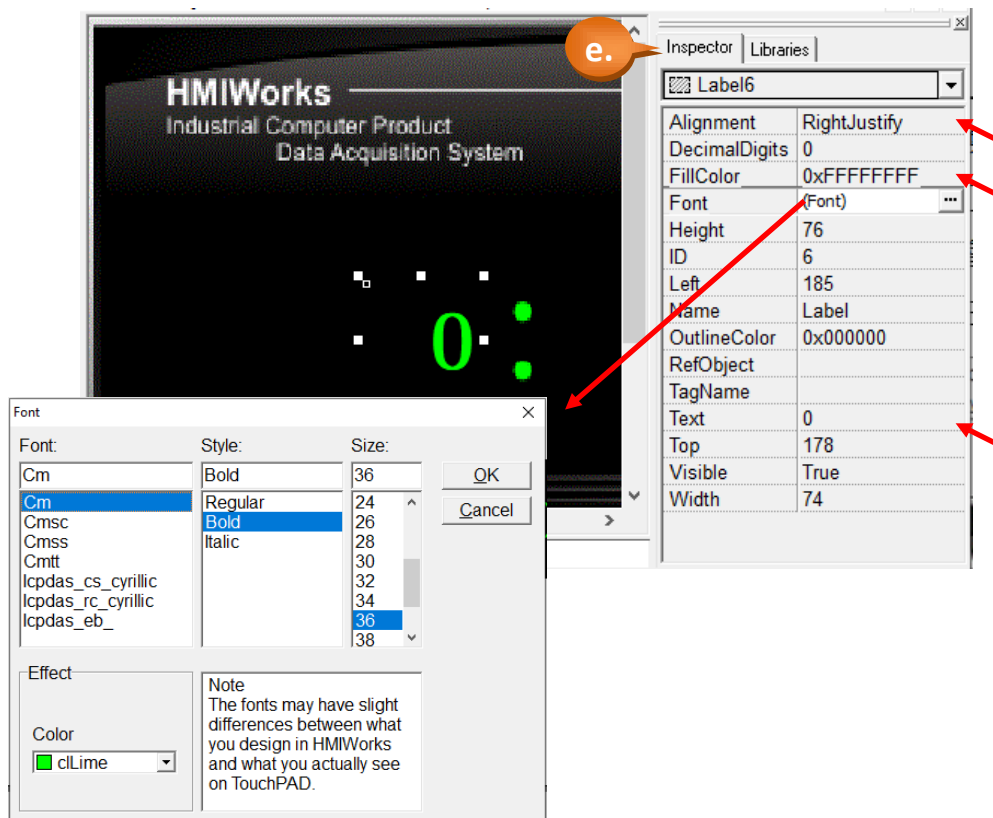 e.
HMIWorks
Industrial Computer Product
Data Acquisition System
0
Inspector Libraries
Label6
Alignment RightJustify
DecimalDigits 0
FillColor 0xFFFFFFFF
Font (Font) ...
Height 76
ID 6
Left 185
Name Label
OutlineColor 0x000000
RefObject
TagName
Text 0
Top 178
Visible True
Width 74
Font
Font: Style: Size:
Cm Bold 36 OK
Cm Regular 24 Cancel
Cmsc Bold 26
Cmss Italic 28
Cmtt 30
Icpdas_cs_cyrillic 32
Icpdas_rc_cyrillic 34
Icpdas_eb_ 36
38
Effect
Color
clLime
Note
The fonts may have slight
differences between what
you design in HMIWorks
and what you actually see
on TouchPAD.